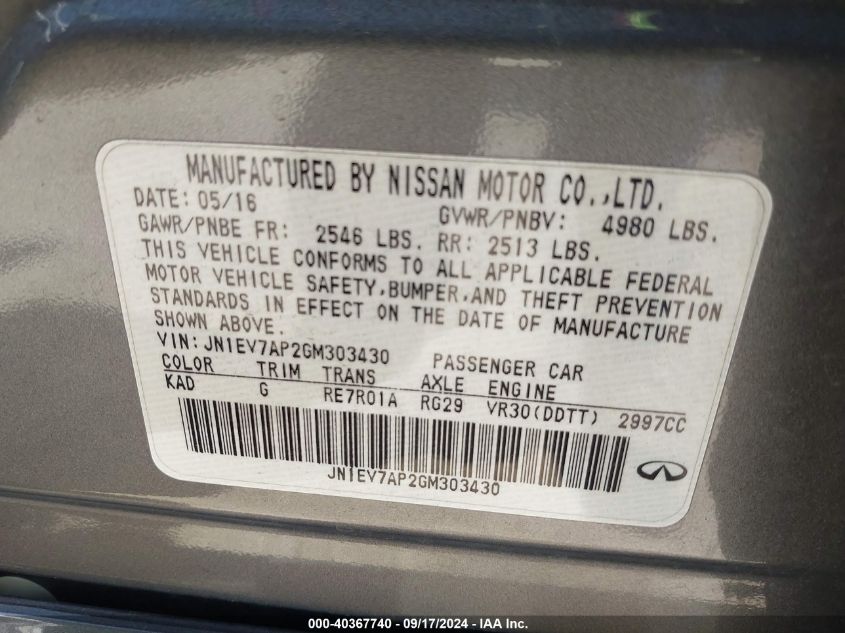 MANUFACTURED BY NISSAN MOTOR CO.,LTD.
DATE: 05/16 GVWR/PNBV: 4980 LBS.
GAWR/PNBE FR: 2546 LBS. RR: 2513 LBS.
THIS VEHICLE CONFORMS TO ALL APPLICABLE FEDERAL
MOTOR VEHICLE SAFETY,BUMPER,AND THEFT PREVENTION
STANDARDS IN EFFECT ON THE DATE OF MANUFACTURE
SHOWN ABOVE.
VIN:JN1EV7AP2GM303430 PASSENGER CAR
COLOR TRIM TRANS AXLE ENGINE
KAD G RE7R01A RG29 VR30(DDTT) 2997CC
JN1EV7AP2GM303430
000-40367740 - 09/17/2024 - IAA Inc.